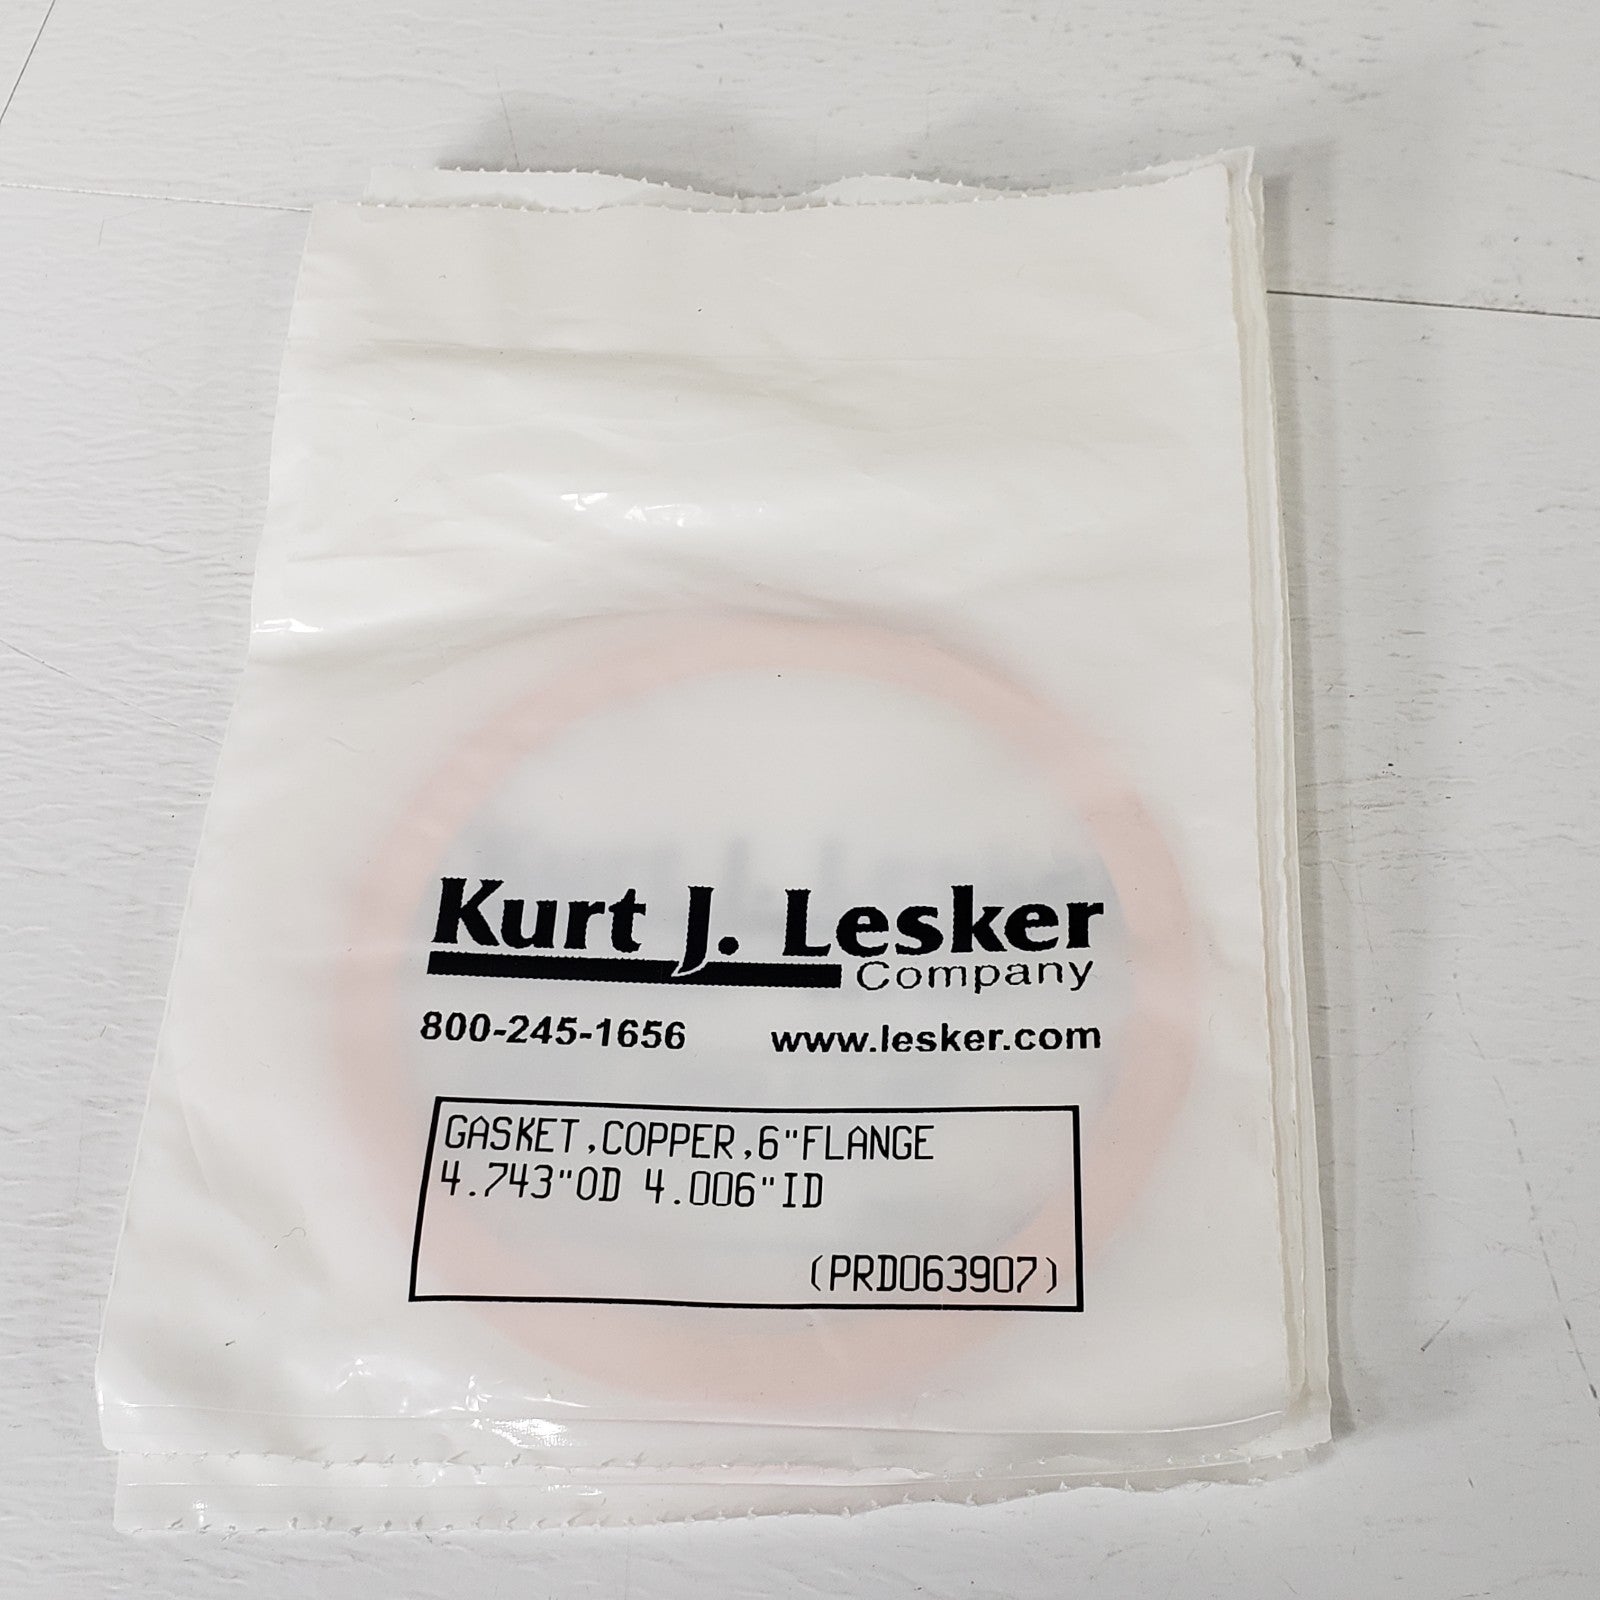 Kurt J. Lesker
Company
800-245-1656 www.lesker.com
GASKET,COPPER,6"FLANGE
4.743"OD 4.006"ID
(PRD063907)